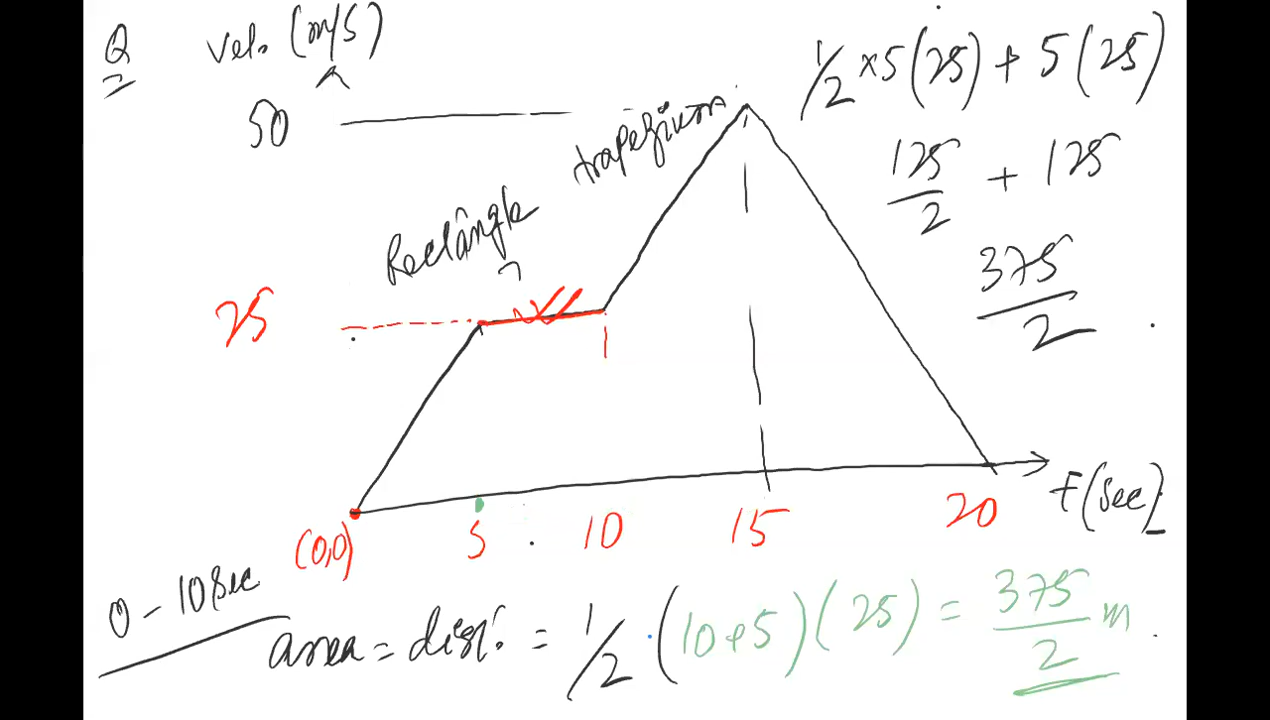 Q vel. (m/s)
50
25
Rectangle
trapezium
1/2 ×5(25) + 5(25)
125/2 + 125
375/2
(0,0) 5 10 15 20 t (sec)
0 - 10 sec
area = dist. = 1/2 (10+5)(25) = 375/2 m